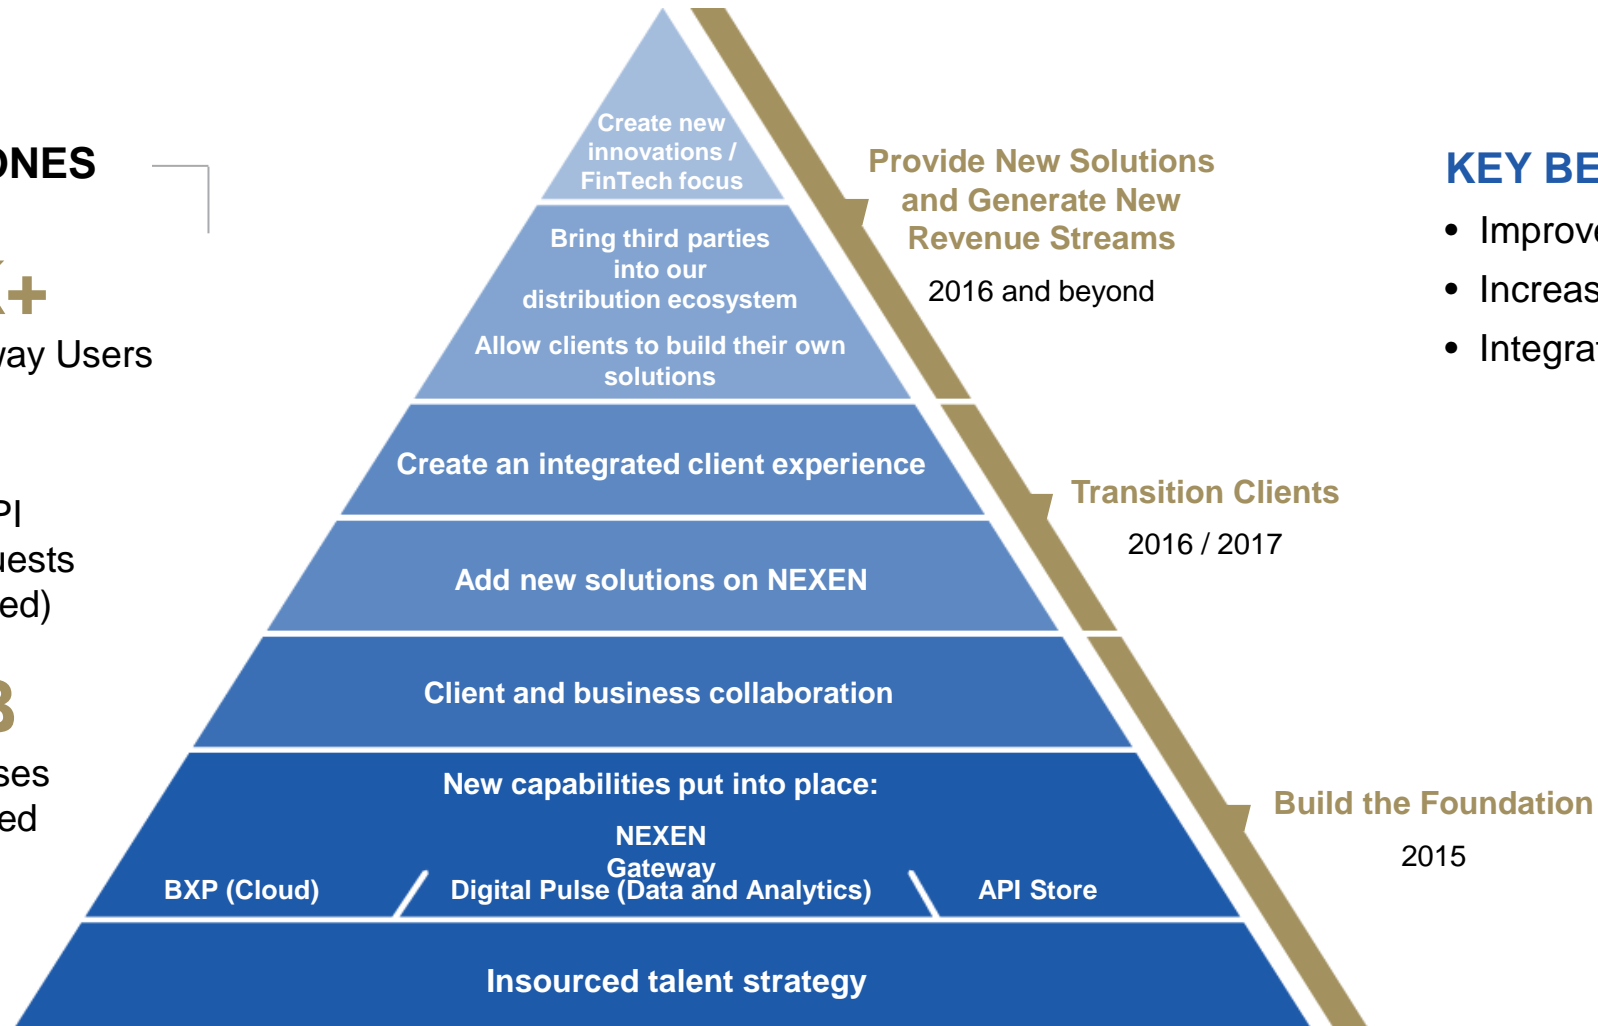 ONES
K+
way Users
PI
uests
ed)
B
ses
ed
Create new
innovations /
FinTech focus
Bring third parties
into our
distribution ecosystem
Allow clients to build their own
solutions
Create an integrated client experience
Add new solutions on NEXEN
Client and business collaboration
New capabilities put into place:
NEXEN
Gateway
BXP (Cloud)
Digital Pulse (Data and Analytics)
API Store
Insourced talent strategy
Provide New Solutions
and Generate New
Revenue Streams
2016 and beyond
Transition Clients
2016 / 2017
Build the Foundation
2015
KEY BE
• Improve
• Increas
• Integrat